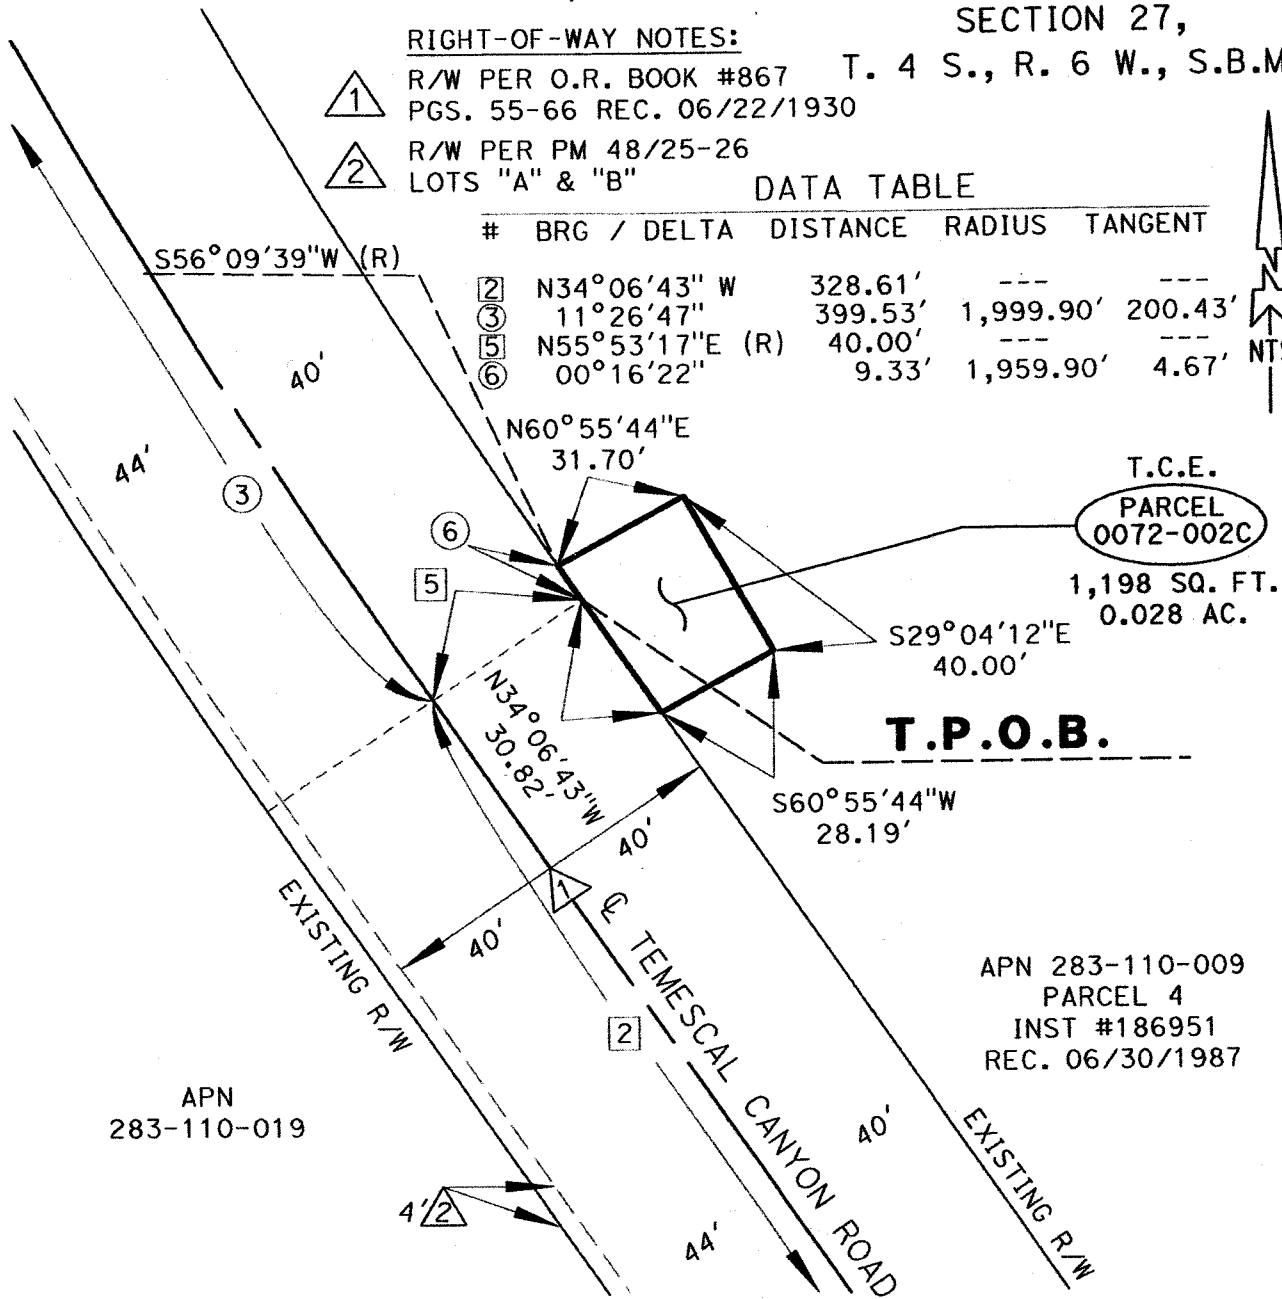 SECTION 27,
T. 4 S., R. 6 W., S.B.M
RIGHT-OF-WAY NOTES:
1 R/W PER O.R. BOOK #867
PGS. 55-66 REC. 06/22/1930
2 R/W PER PM 48/25-26
LOTS "A" & "B"
DATA TABLE
# BRG / DELTA DISTANCE RADIUS TANGENT
2 N34°06'43" W 328.61' --- ---
3 11°26'47" 399.53' 1,999.90' 200.43'
5 N55°53'17"E (R) 40.00' --- ---
6 00°16'22" 9.33' 1,959.90' 4.67'
N
NTS
S56°09'39"W (R)
40'
44'
3
N60°55'44"E
31.70'
T.C.E.
PARCEL
0072-002C
1,198 SQ. FT.
0.028 AC.
6
5
S29°04'12"E
40.00'
N34°06'43"W
30.82'
T.P.O.B.
S60°55'44"W
28.19'
40'
1
40'
℄ TEMESCAL CANYON ROAD
EXISTING R/W
2
APN 283-110-009
PARCEL 4
INST #186951
REC. 06/30/1987
APN
283-110-019
40'
EXISTING R/W
4' 2
44'